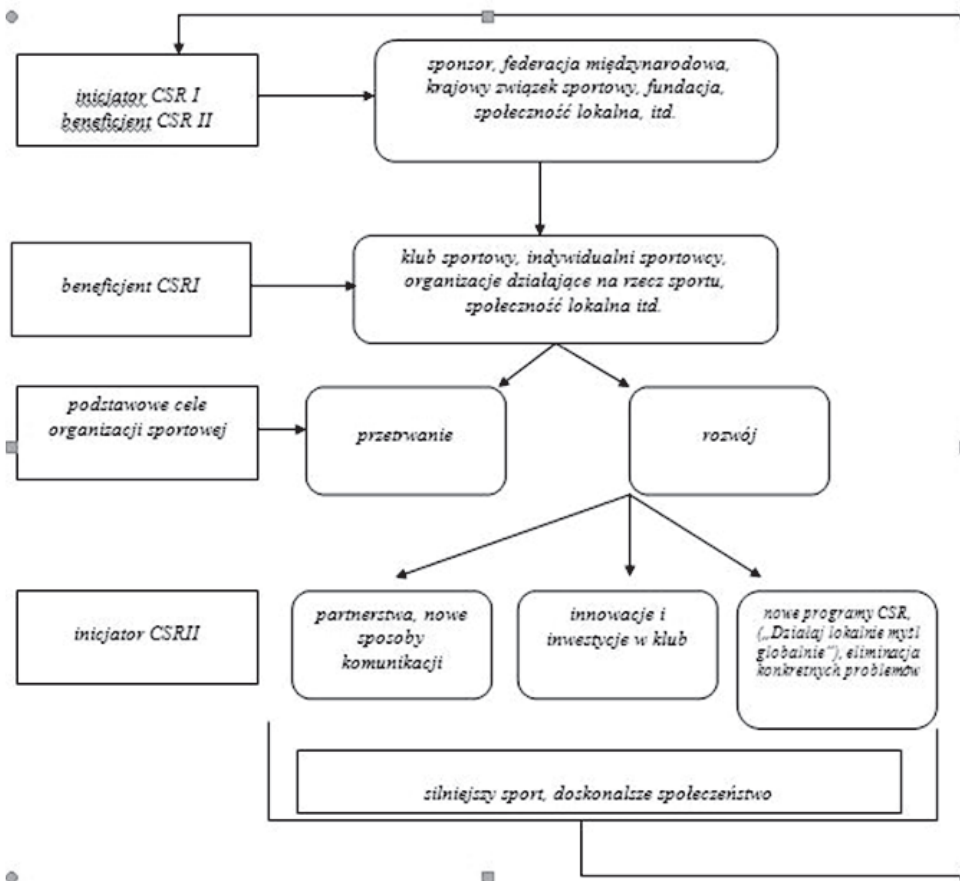 inicjator CSR I
beneficjent CSR II
sponsor, federacja międzynarodowa,
krajowy związek sportowy, fundacja,
społeczność lokalna, itd.
beneficjent CSRI
klub sportowy, indywidualni sportowcy,
organizacje działające na rzecz sportu,
społeczność lokalna itd.
podstawowe cele
organizacji sportowej
przetrwanie
rozwój
inicjator CSRII
partnerstwa, nowe
sposoby
komunikacji
innowacje i
inwestycje w klub
nowe programy CSR,
(„Działaj lokalnie myśl
globalnie”), eliminacja
konkretnych problemów
silniejszy sport, doskonalsze społeczeństwo